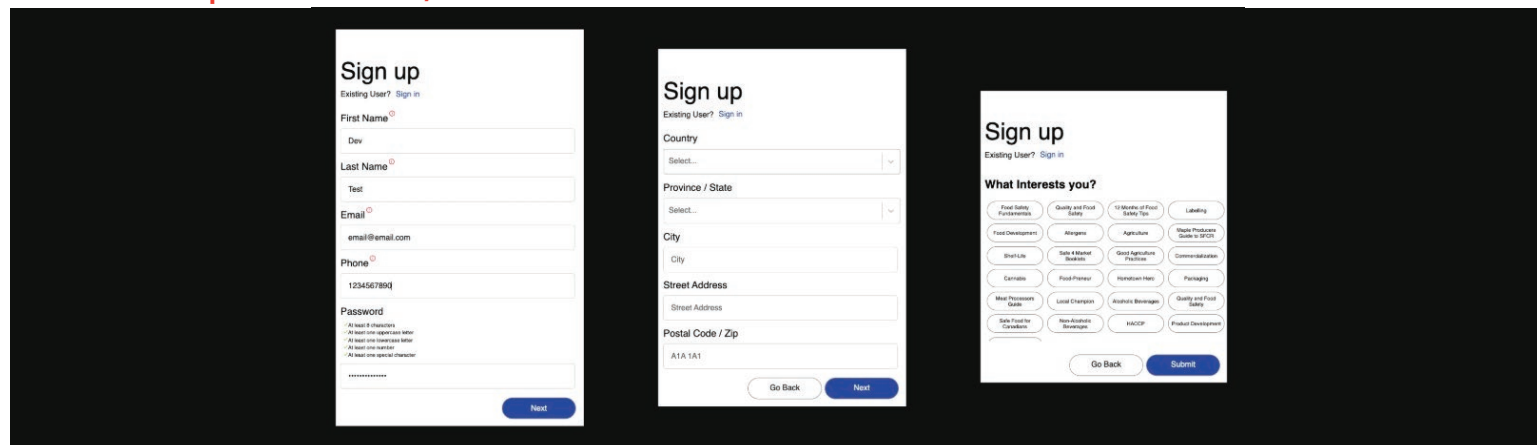 Sign up
Existing User? Sign in
First Name
Dev
Last Name
Test
Email
email@email.com
Phone
1234567890
Password
At least 8 characters
At least one uppercase letter
At least one lowercase letter
At least one number
At least one special character
Next
Sign up
Existing User? Sign in
Country
Select...
Province / State
Select...
City
City
Street Address
Street Address
Postal Code / Zip
A1A 1A1
Go Back Next
Sign up
Existing User? Sign in
What Interests you?
Food Safety Fundamentals
Quality and Food Safety
12 Months of Food Safety Tips
Labelling
Food Development
Allergens
Agriculture
Maple Producers Guide to SFCR
Shelf-Life
Safe 4 Market Booklets
Good Agriculture Practices
Commercialization
Cannabis
Food-Preneur
Hometown Hero
Packaging
Meat Processors Guide
Local Champion
Alcoholic Beverages
Quality and Food Safety
Safe Food for Canadians
Non-Alcoholic Beverages
HACCP
Product Development
Go Back Submit